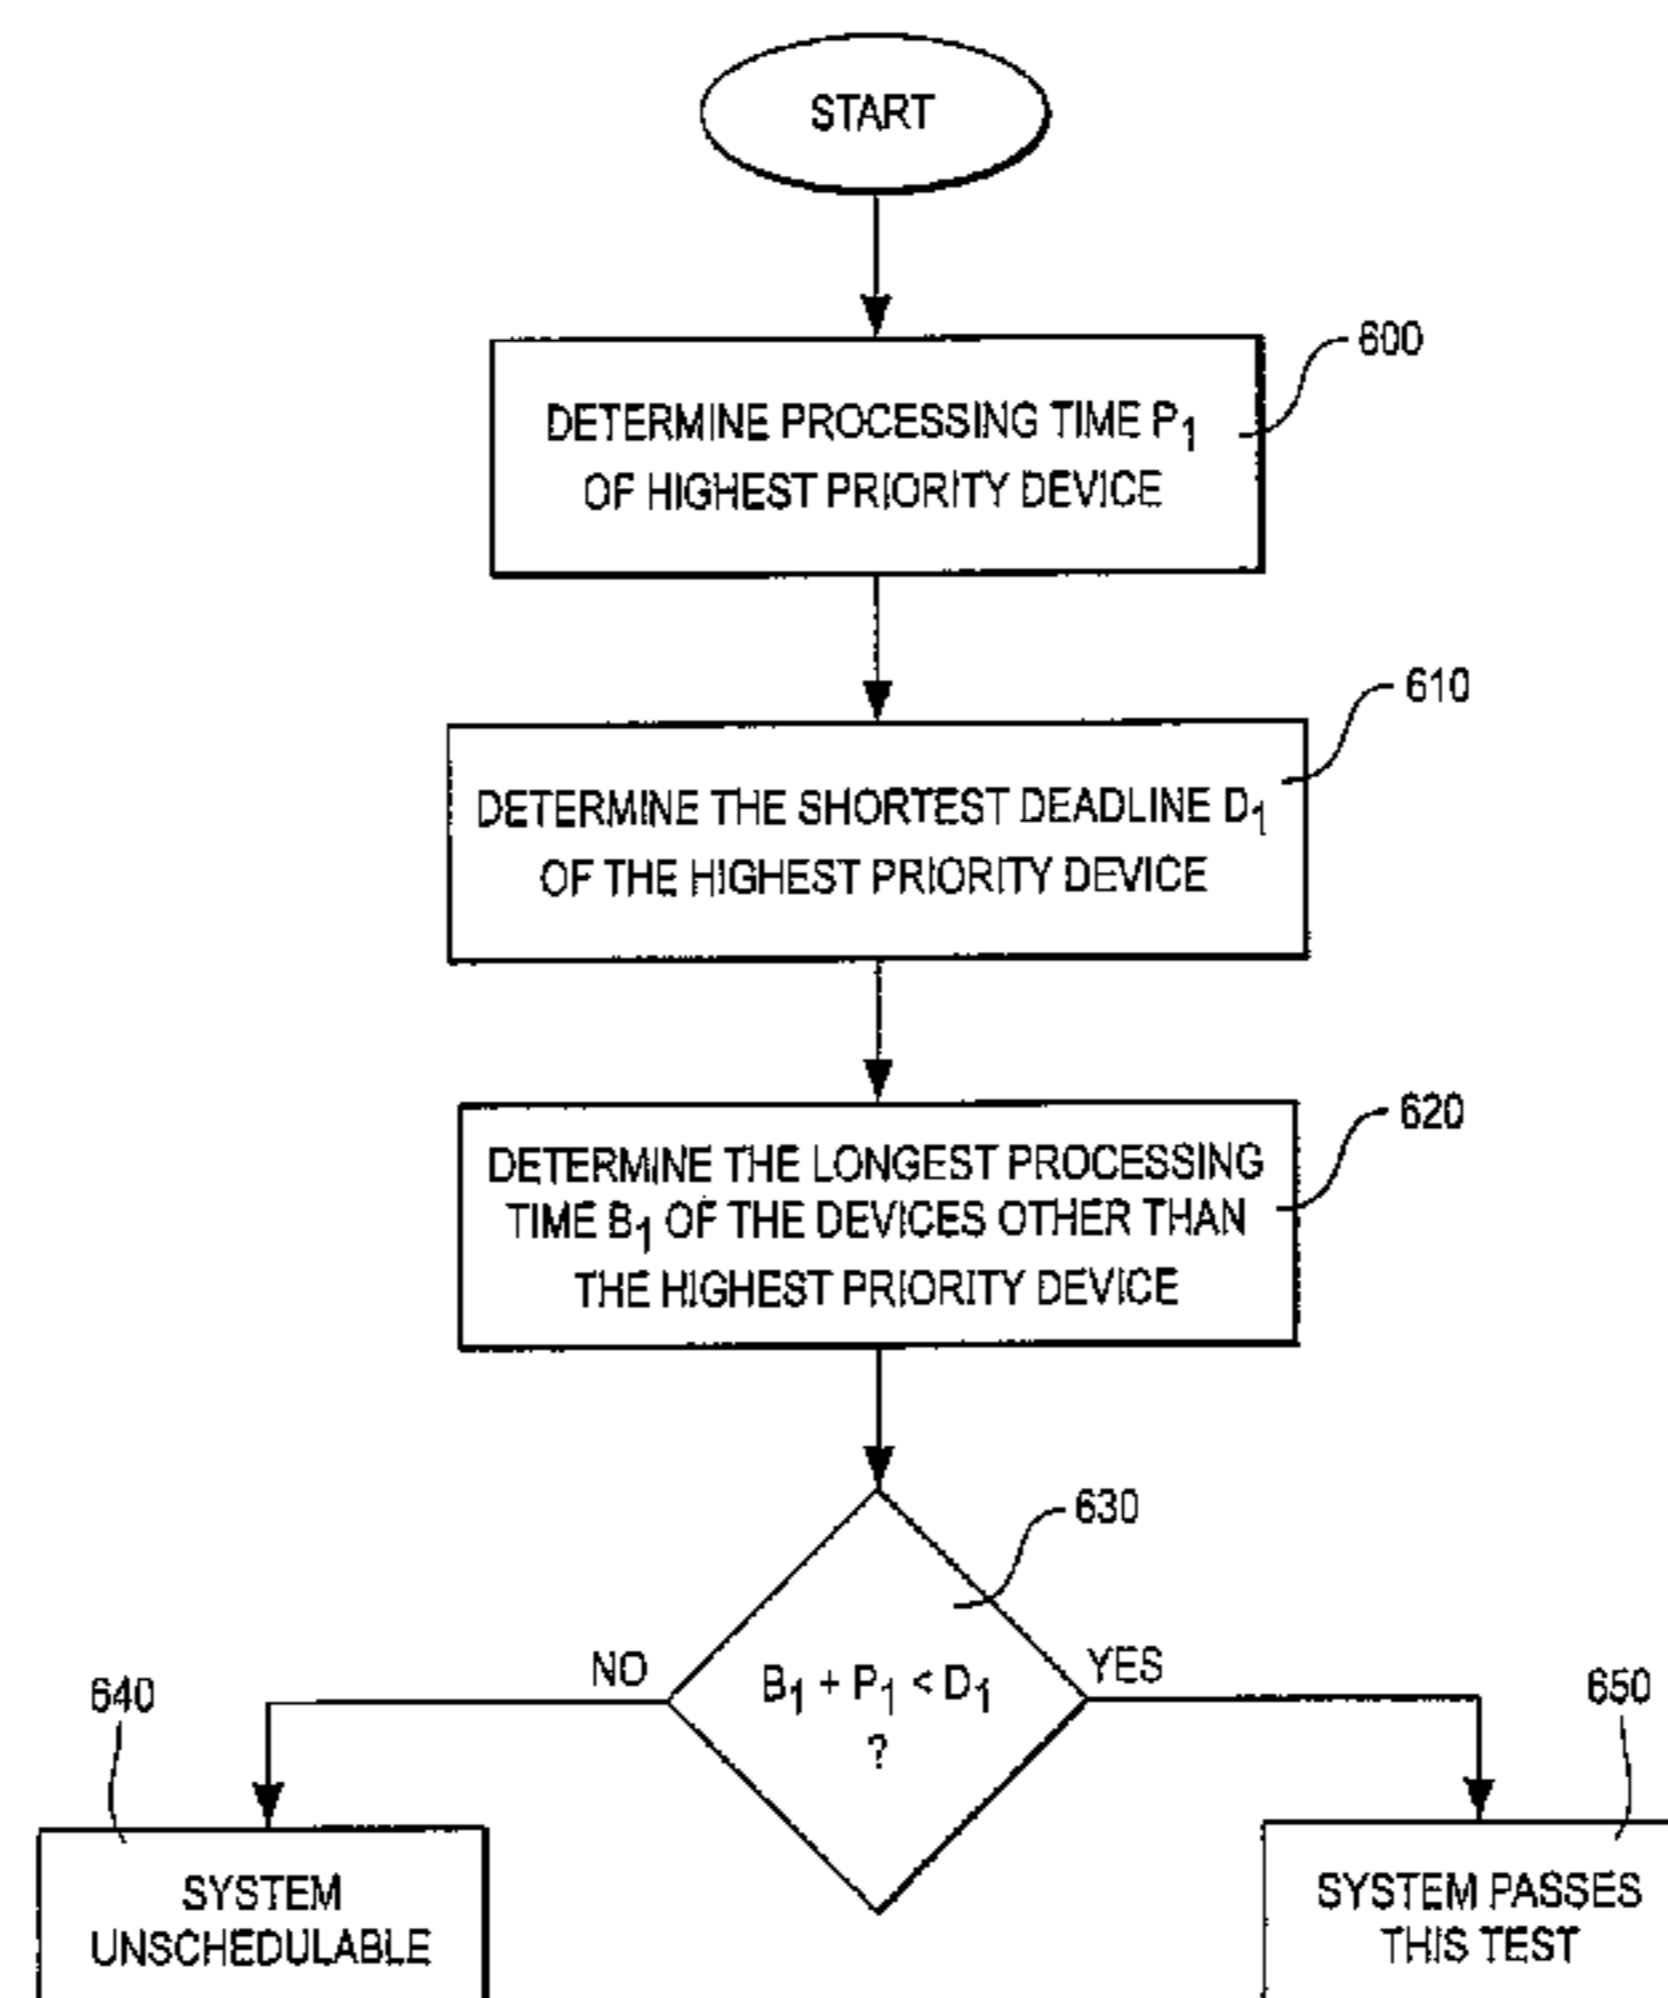 START
600
DETERMINE PROCESSING TIME P1
OF HIGHEST PRIORITY DEVICE
610
DETERMINE THE SHORTEST DEADLINE D1
OF THE HIGHEST PRIORITY DEVICE
620
DETERMINE THE LONGEST PROCESSING
TIME B1 OF THE DEVICES OTHER THAN
THE HIGHEST PRIORITY DEVICE
630
B1 + P1 < D1
?
NO
YES
640
SYSTEM
UNSCHEDULABLE
650
SYSTEM PASSES
THIS TEST